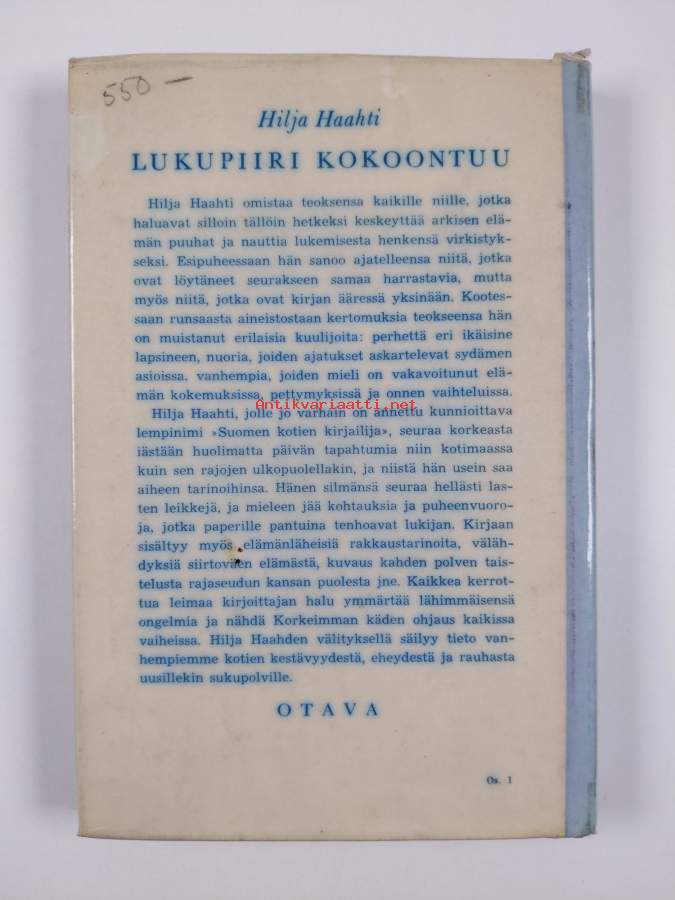 550 —
Hilja Haahti
LUKUPIIRI KOKOONTUU
Hilja Haahti omistaa teoksensa kaikille niille, jotka
haluavat silloin tällöin hetkeksi keskeyttää arkisen elä-
män puuhat ja nauttia lukemisesta henkensä virkistyk-
seksi. Esipuheessaan hän sanoo ajatelleensa niitä, jotka
ovat löytäneet seurakseen samaa harrastavia, mutta
myös niitä, jotka ovat kirjan ääressä yksinään. Kootes-
saan runsaasta aineistostaan kertomuksia teokseensa hän
on muistanut erilaisia kuulijoita: perhettä eri ikäisine
lapsineen, nuoria, joiden ajatukset askartelevat sydämen
asioissa, vanhempia, joiden mieli on vakavoitunut elä-
män kokemuksissa, pettymyksissä ja onnen vaihteluissa.
Antikvariaatti.net
Hilja Haahti, jolle jo varhain on annettu kunnioittava
lempinimi »Suomen kotien kirjailija», seuraa korkeasta
iästään huolimatta päivän tapahtumia niin kotimaassa
kuin sen rajojen ulkopuolellakin, ja niistä hän usein saa
aiheen tarinoihinsa. Hänen silmänsä seuraa hellästi las-
ten leikkejä, ja mieleen jää kohtauksia ja puheenvuoro-
ja, jotka paperille pantuina tenhoavat lukijan. Kirjaan
sisältyy myös elämänläheisiä rakkaustarinoita, väläh-
dyksiä siirtoväen elämästä, kuvaus kahden polven tais-
telusta rajaseudun kansan puolesta jne. Kaikkea kerrot-
tua leimaa kirjoittajan halu ymmärtää lähimmäisensä
ongelmia ja nähdä Korkeimman käden ohjaus kaikissa
vaiheissa. Hilja Haahden välityksellä säilyy tieto van-
hempiemme kotien kestävyydestä, eheydestä ja rauhasta
uusillekin sukupolville.
OTAVA
Os. 1